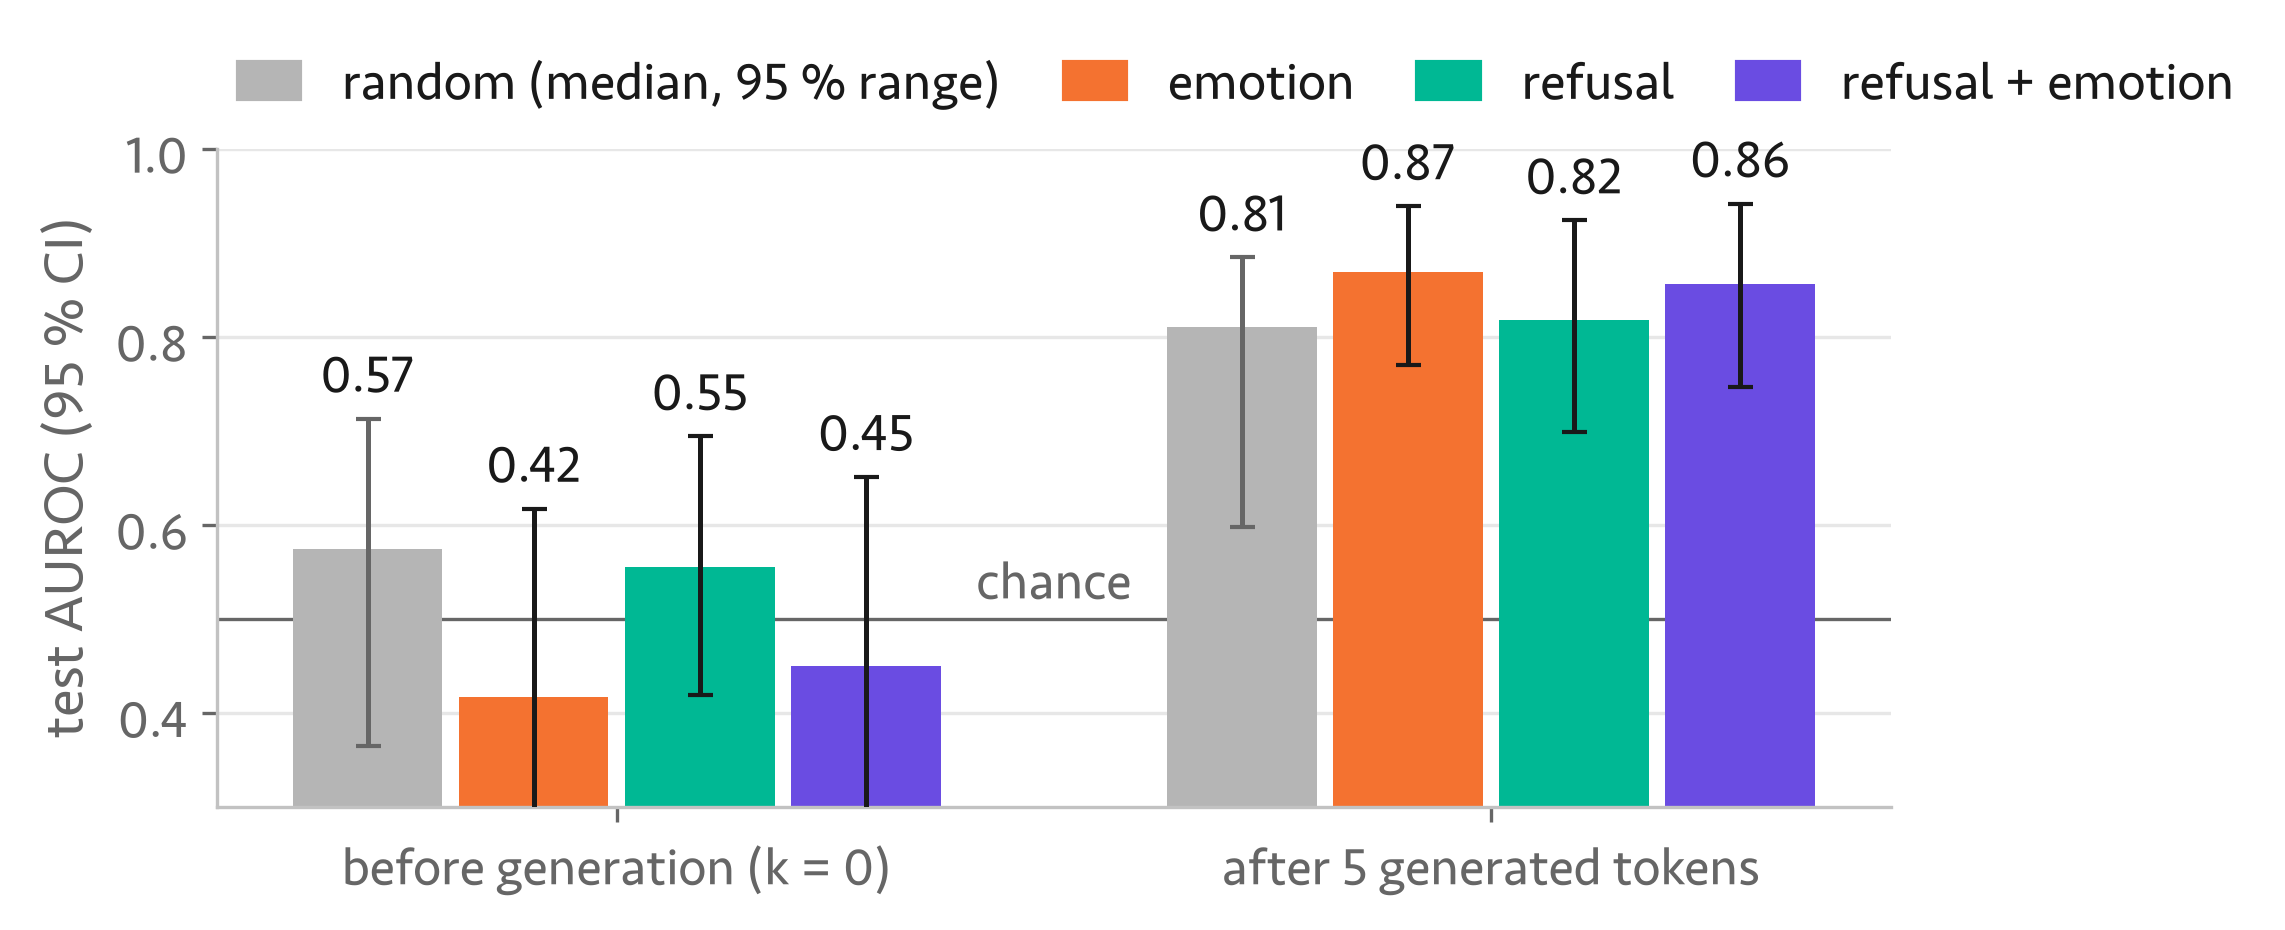 random (median, 95 % range) emotion refusal refusal + emotion
test AUROC (95 % CI)
1.0
0.8
0.6
0.4
0.57
0.42
0.55
0.45
chance
0.81
0.87
0.82
0.86
before generation (k = 0)
after 5 generated tokens